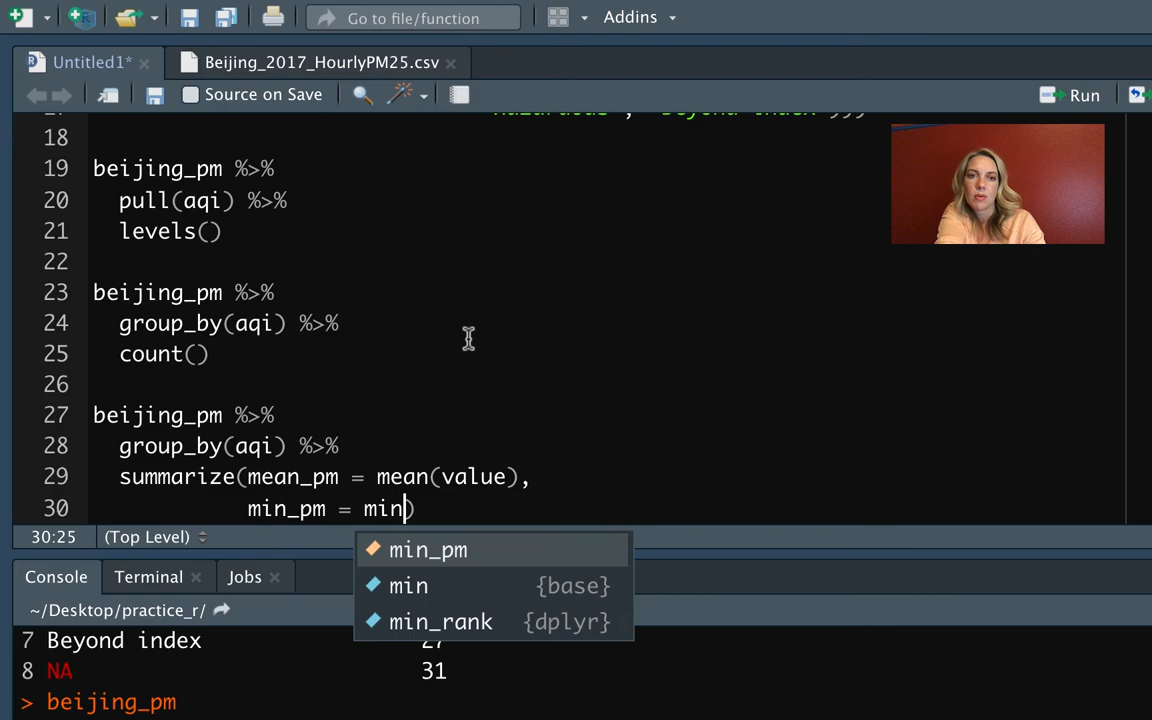 Go to file/function
Addins
Untitled1*
Beijing_2017_HourlyPM25.csv
Source on Save
Run
18
19 beijing_pm %>%
20 pull(aqi) %>%
21 levels()
22
23 beijing_pm %>%
24 group_by(aqi) %>%
25 count()
26
27 beijing_pm %>%
28 group_by(aqi) %>%
29 summarize(mean_pm = mean(value),
30 min_pm = min)
30:25 (Top Level)
min_pm
min {base}
min_rank {dplyr}
Console Terminal Jobs
~/Desktop/practice_r/
7 Beyond index 27
8 NA 31
> beijing_pm